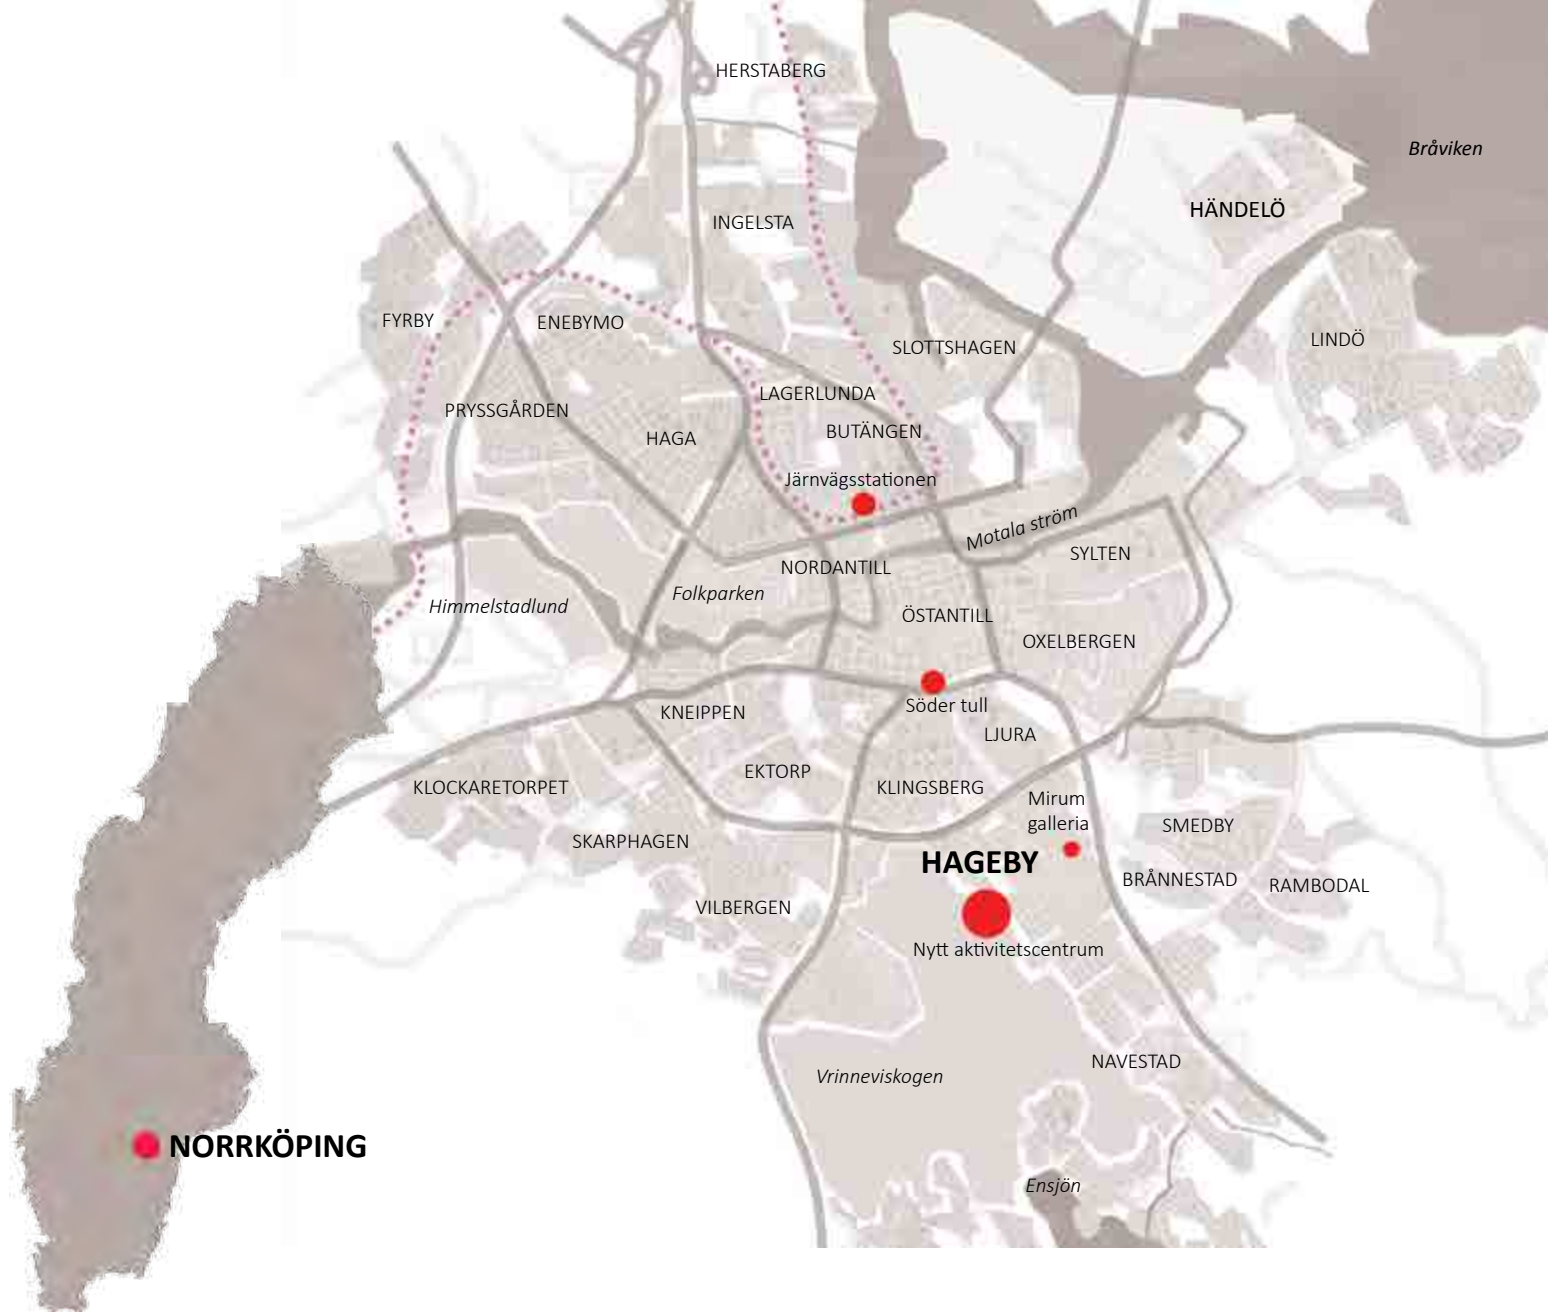 HERSTABERG
Bråviken
HÄNDELÖ
INGELSTA
FYRBY
ENEBYMO
LINDÖ
SLOTTSHAGEN
LAGERLUNDA
PRYSSGÅRDEN
BUTÄNGEN
HAGA
Järnvägsstationen
Motala ström
SYLTEN
NORDANTILL
Folkparken
Himmelstadlund
ÖSTANTILL
OXELBERGEN
Söder tull
KNEIPPEN
LJURA
EKTORP
KLOCKARETORPET
KLINGSBERG
Mirum
galleria
SMEDBY
SKARPHAGEN
HAGEBY
BRÅNNESTAD
RAMBODAL
VILBERGEN
Nytt aktivitetscentrum
NAVESTAD
Vrinneviskogen
NORRKÖPING
Ensjön